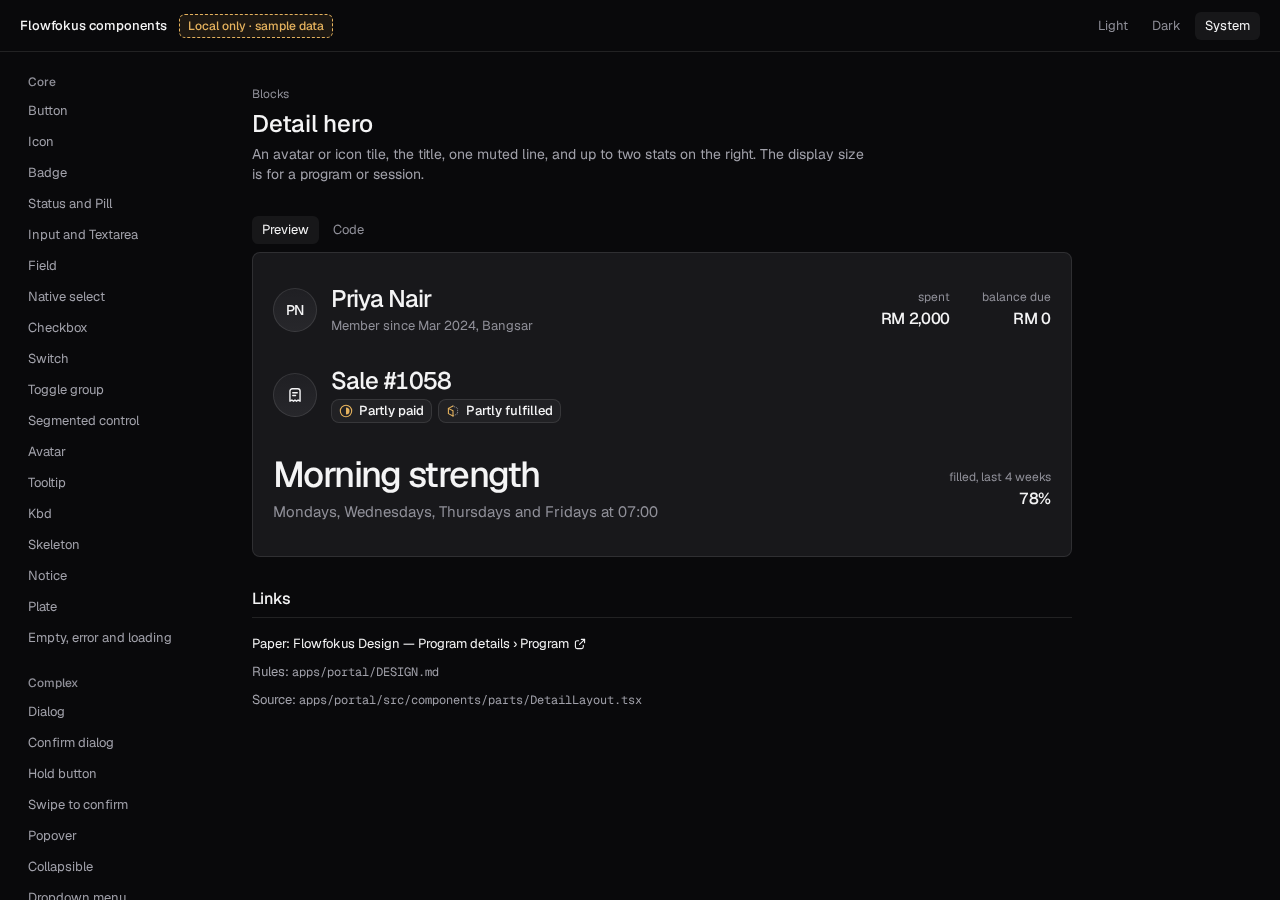 Flowfokus components
Local only · sample data
Light
Dark
System
Core
Button
Icon
Badge
Status and Pill
Input and Textarea
Field
Native select
Checkbox
Switch
Toggle group
Segmented control
Avatar
Tooltip
Kbd
Skeleton
Notice
Plate
Empty, error and loading
Complex
Dialog
Confirm dialog
Hold button
Swipe to confirm
Popover
Collapsible
Dropdown menu
Blocks
Detail hero
An avatar or icon tile, the title, one muted line, and up to two stats on the right. The display size
is for a program or session.
Preview
Code
PN
Priya Nair
Member since Mar 2024, Bangsar
spent
RM 2,000
balance due
RM 0
Sale #1058
Partly paid
Partly fulfilled
Morning strength
Mondays, Wednesdays, Thursdays and Fridays at 07:00
filled, last 4 weeks
78%
Links
Paper: Flowfokus Design — Program details › Program
Rules: apps/portal/DESIGN.md
Source: apps/portal/src/components/parts/DetailLayout.tsx